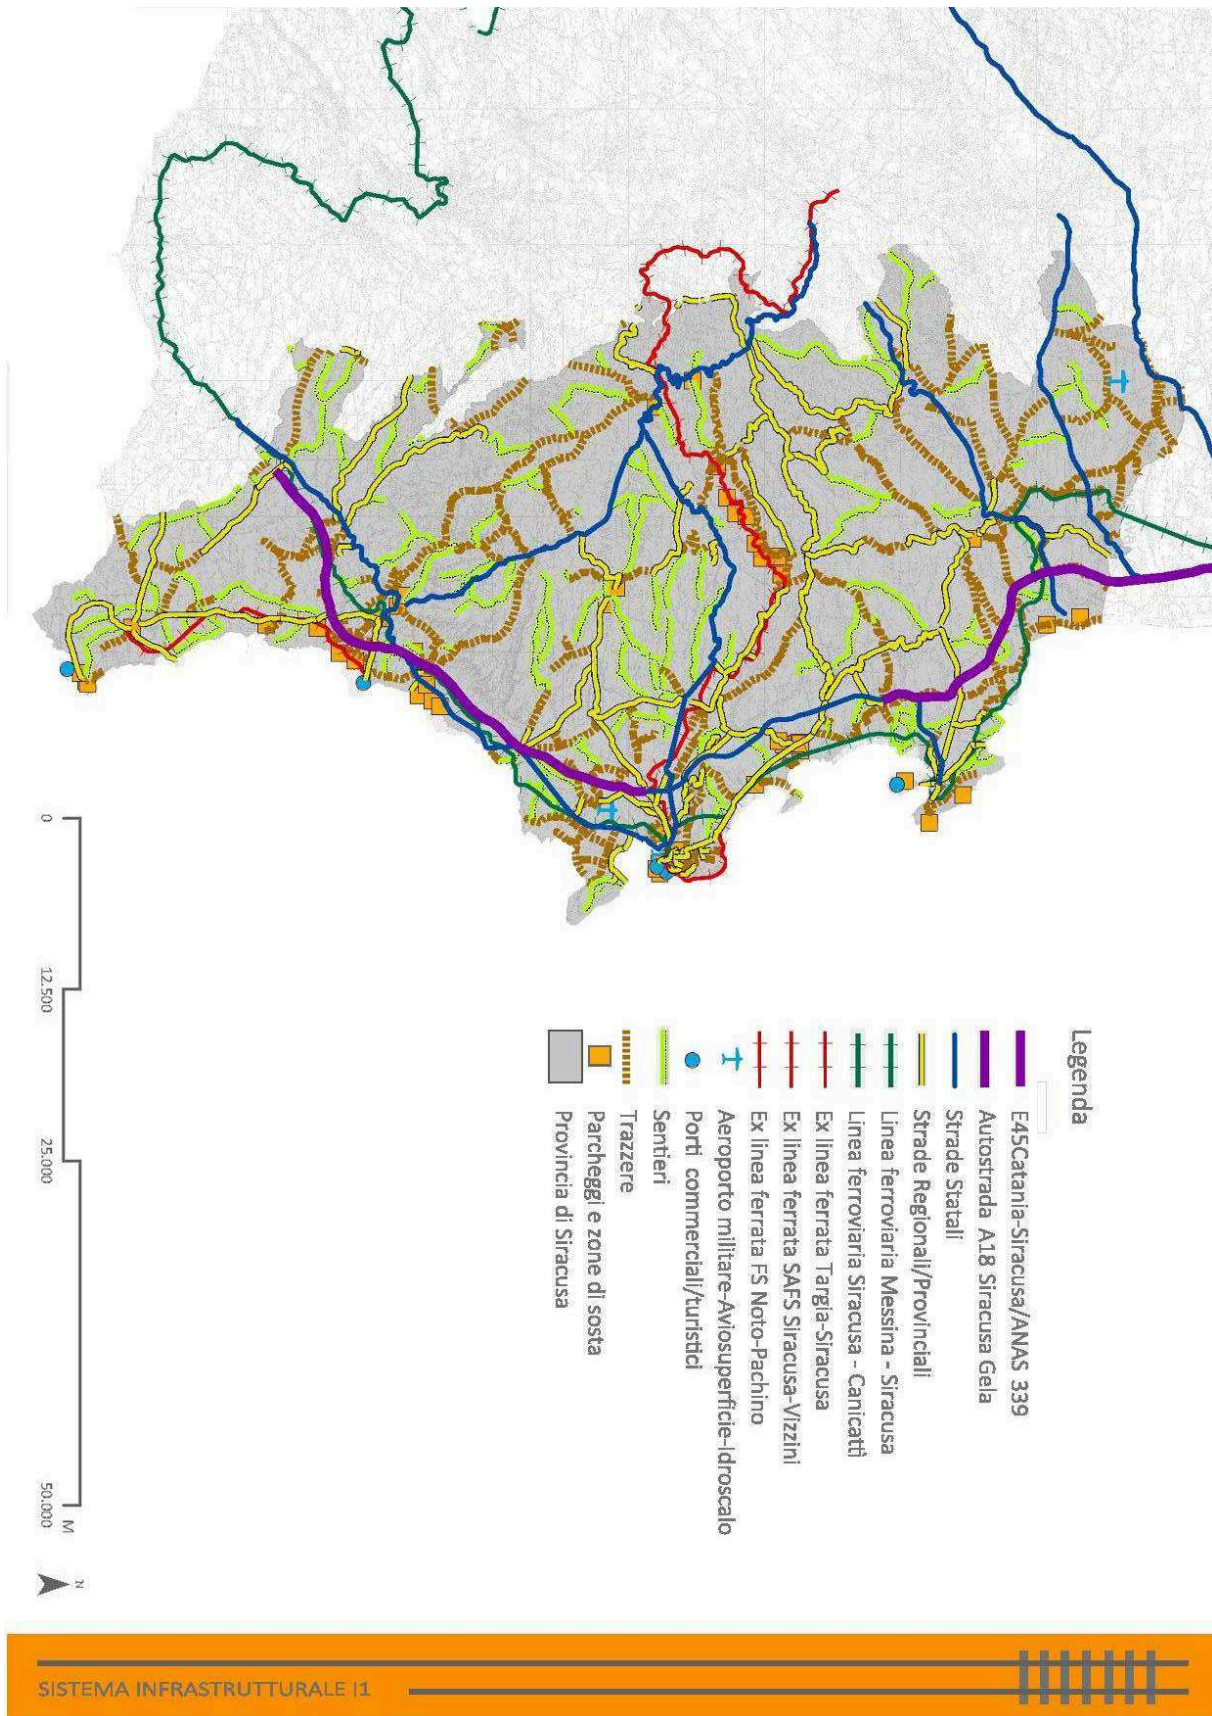 Legenda
E45Catania-Siracusa/ANAS 339
Autostrada A18 Siracusa Gela
Strade Statali
Strade Regionali/Provinciali
Linea ferroviaria Messina - Siracusa
Linea ferroviaria Siracusa - Canicattì
Ex linea ferrata Targia-Siracusa
Ex linea ferrata SAFS Siracusa-Vizzini
Ex linea ferrata FS Noto-Pachino
Aeroporto militare-Aviosuperficie-Idroscalo
Porti commerciali/turistici
Sentieri
Trazzere
Parcheggi e zone di sosta
Provincia di Siracusa
0 12.500 25.000 50.000
M
N
SISTEMA INFRASTRUTTURALE I1